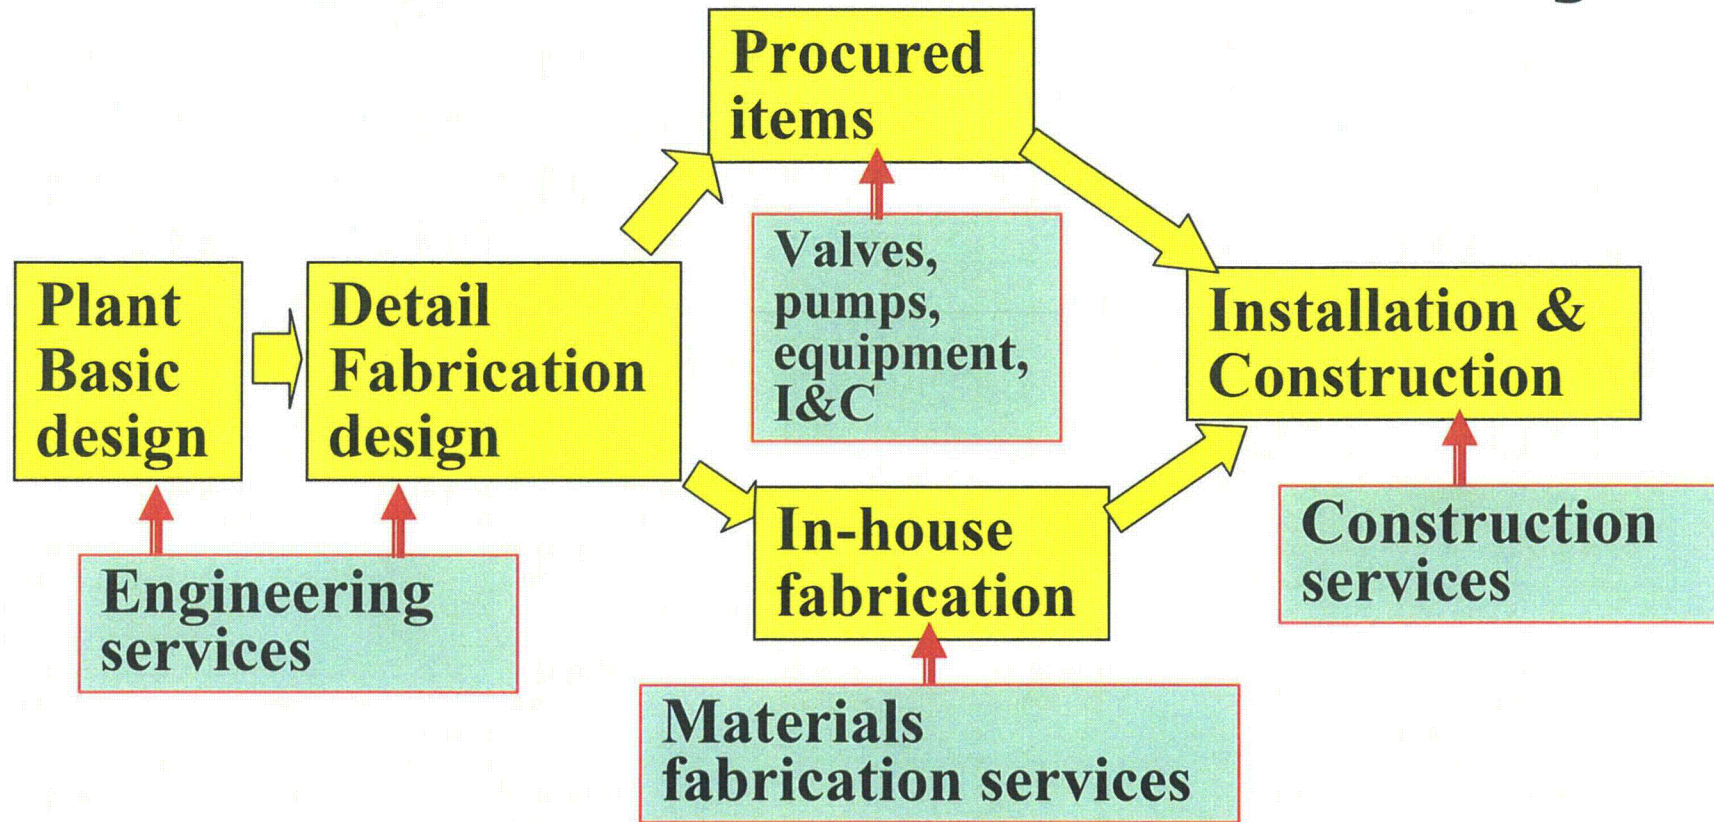 Procured
items
Valves,
pumps,
equipment,
I&C
Plant
Basic
design
Detail
Fabrication
design
Installation &
Construction
In-house
fabrication
Construction
services
Engineering
services
Materials
fabrication services